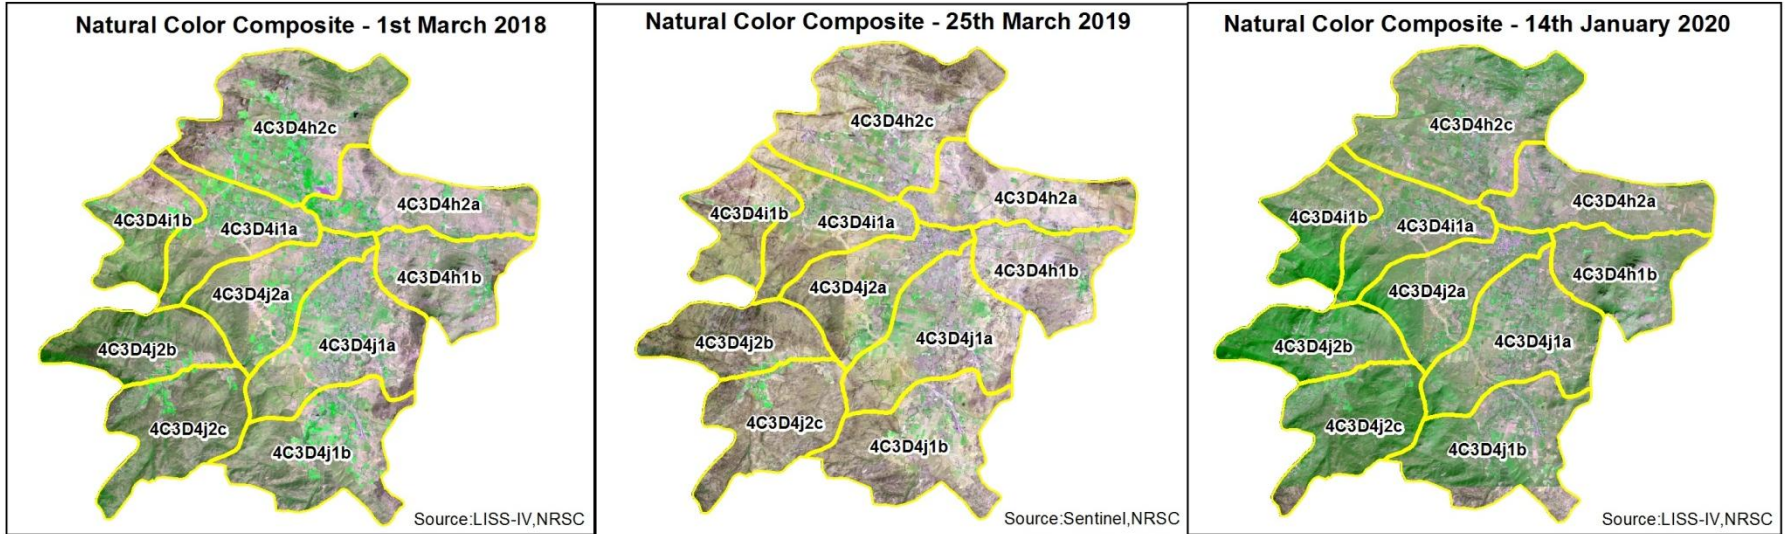 Natural Color Composite - 1st March 2018
4C3D4h2c
4C3D4h2a
4C3D4i1b
4C3D4i1a
4C3D4h1b
4C3D4j2a
4C3D4j2b
4C3D4j1a
4C3D4j2c
4C3D4j1b
Source:LISS-IV,NRSC
Natural Color Composite - 25th March 2019
4C3D4h2c
4C3D4h2a
4C3D4i1b
4C3D4i1a
4C3D4h1b
4C3D4j2a
4C3D4j2b
4C3D4j1a
4C3D4j2c
4C3D4j1b
Source:Sentinel,NRSC
Natural Color Composite - 14th January 2020
4C3D4h2c
4C3D4h2a
4C3D4i1b
4C3D4i1a
4C3D4h1b
4C3D4j2a
4C3D4j2b
4C3D4j1a
4C3D4j2c
4C3D4j1b
Source:LISS-IV,NRSC